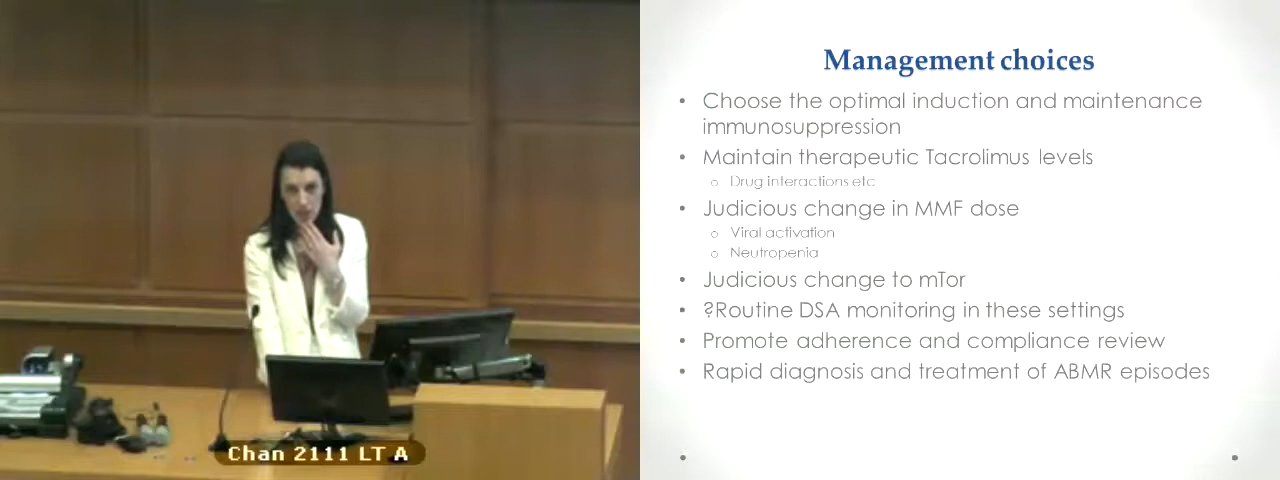 Management choices
• Choose the optimal induction and maintenance
immunosuppression
• Maintain therapeutic Tacrolimus levels
o Drug interactions etc
• Judicious change in MMF dose
o Viral activation
o Neutropenia
• Judicious change to mTor
• ?Routine DSA monitoring in these settings
• Promote adherence and compliance review
• Rapid diagnosis and treatment of ABMR episodes
Chan 2111 LT A